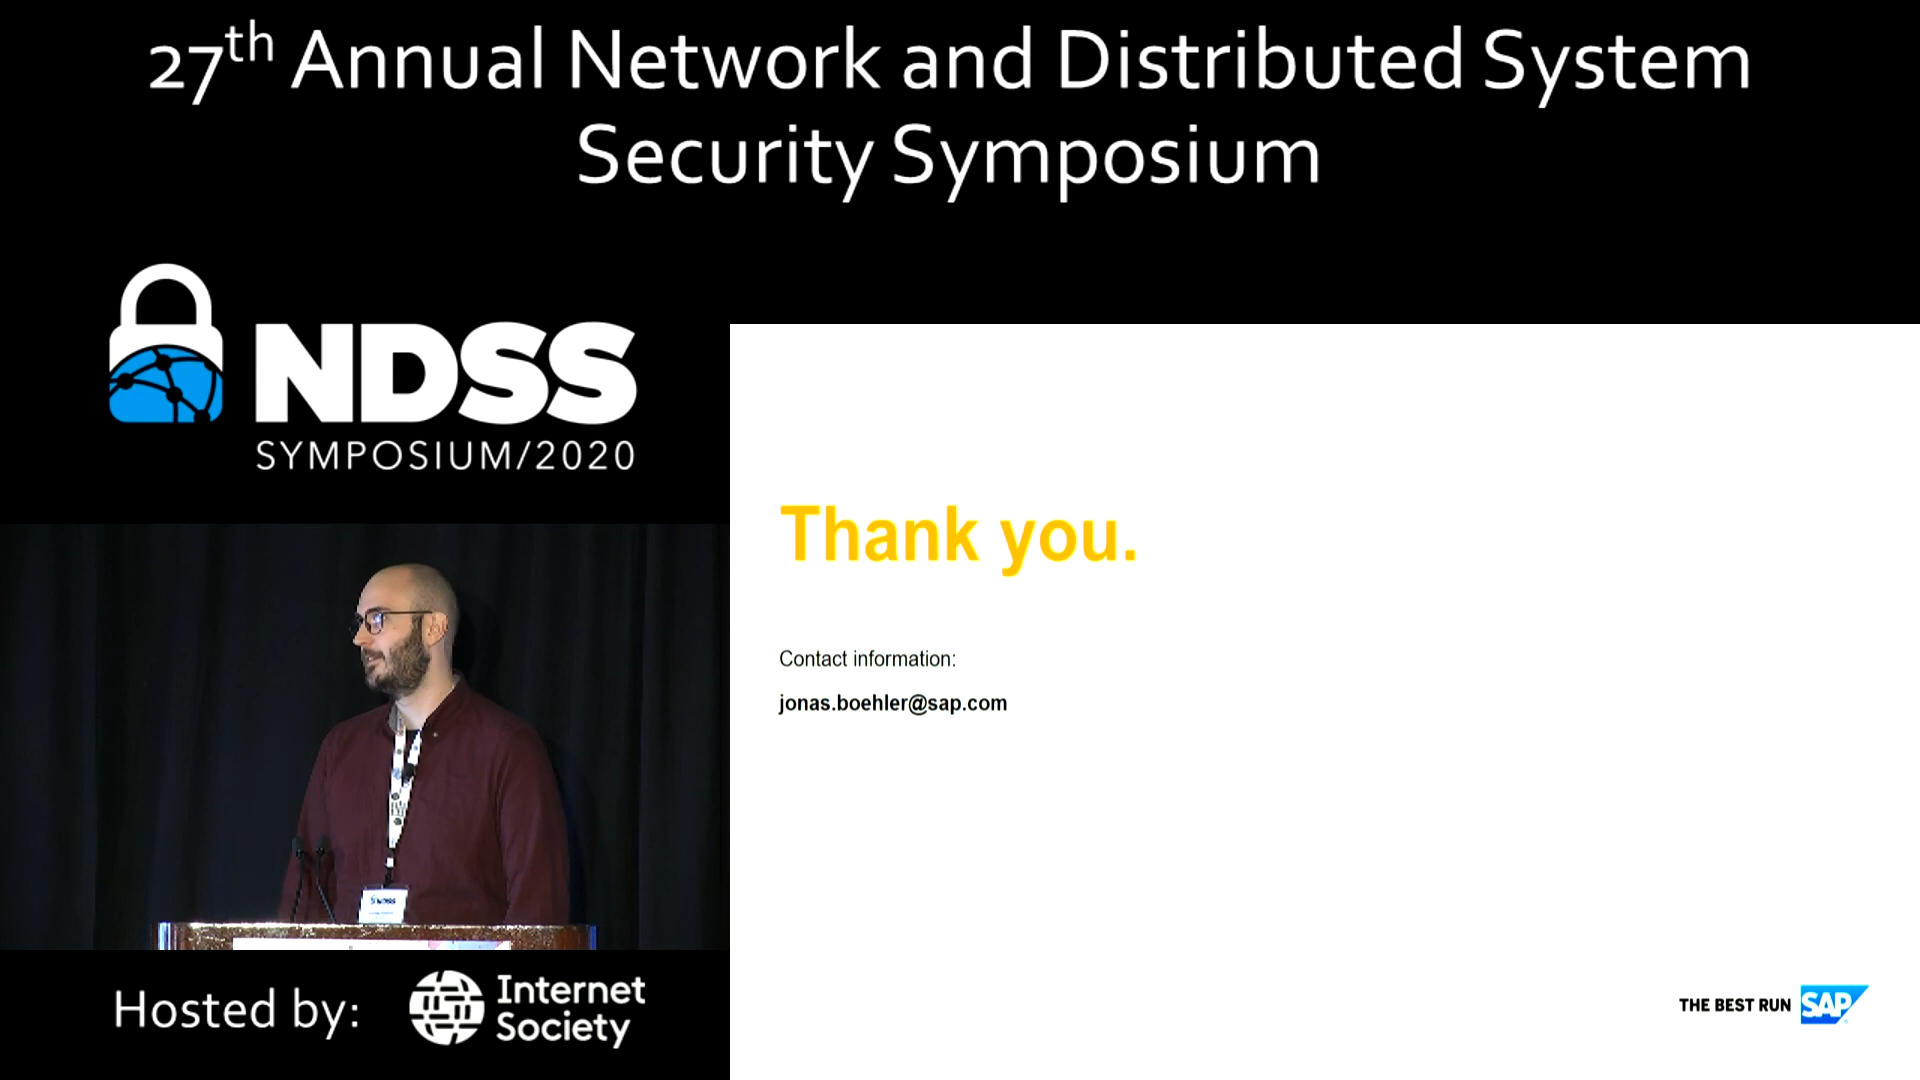 27th Annual Network and Distributed System
Security Symposium
NDSS
SYMPOSIUM/2020
Thank you.
Contact information:
jonas.boehler@sap.com
NDSS
Hosted by:
Internet
Society
THE BEST RUN SAP